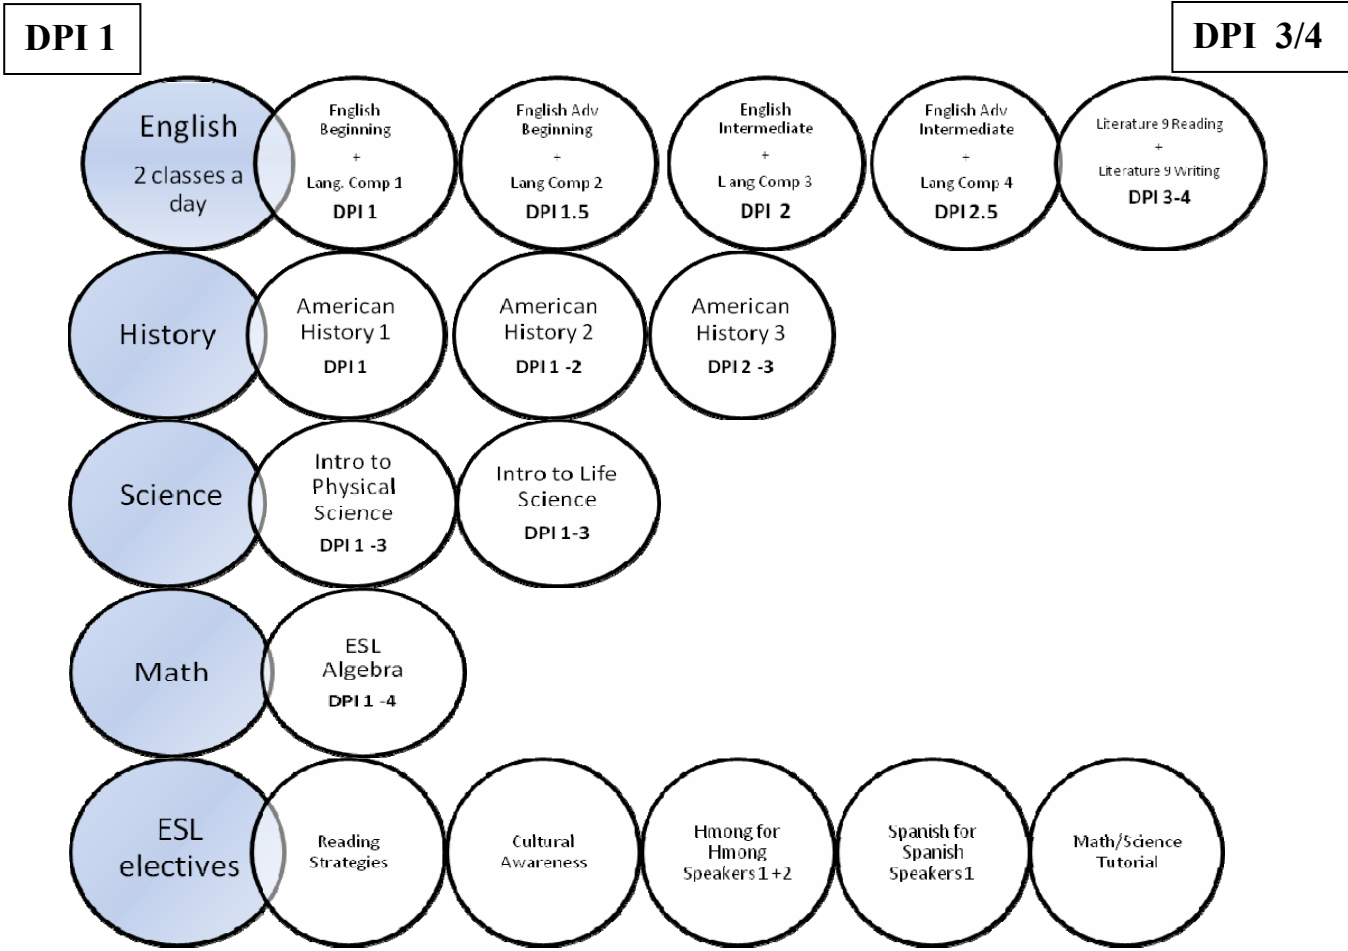 DPI 1
DPI 3/4
English
2 classes a
day
English
Beginning
+
Lang. Comp 1
DPI 1
English Adv
Beginning
+
Lang Comp 2
DPI 1.5
English
Intermediate
+
Lang Comp 3
DPI 2
English Adv
Intermediate
+
Lang Comp 4
DPI 2.5
Literature 9 Reading
+
Literature 9 Writing
DPI 3-4
History
American
History 1
DPI 1
American
History 2
DPI 1 -2
American
History 3
DPI 2 -3
Science
Intro to
Physical
Science
DPI 1 -3
Intro to Life
Science
DPI 1-3
Math
ESL
Algebra
DPI 1 -4
ESL
electives
Reading
Strategies
Cultural
Awareness
Hmong for
Hmong
Speakers 1 +2
Spanish for
Spanish
Speakers 1
Math/Science
Tutorial